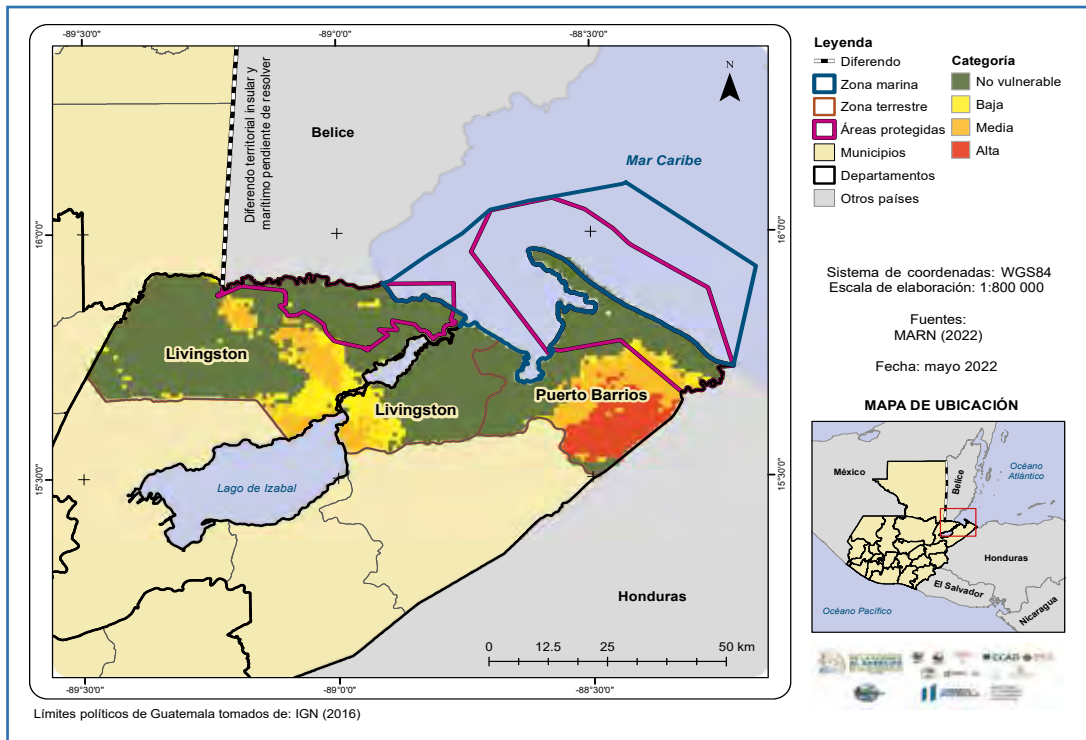 -89°30'0"
-89°0'0"
-88°30'0"
Diferendo territorial insular y
marítimo pendiente de resolver
Belice
N
Mar Caribe
16°0'0"
16°0'0"
Livingston
Livingston
Puerto Barrios
15°30'0"
15°30'0"
Lago de Izabal
Honduras
0
12.5
25
50 km
-89°30'0"
-89°0'0"
-88°30'0"
Límites políticos de Guatemala tomados de: IGN (2016)
Leyenda
Diferendo
Zona marina
Zona terrestre
Áreas protegidas
Municipios
Departamentos
Otros países
Categoría
No vulnerable
Baja
Media
Alta
Sistema de coordenadas: WGS84
Escala de elaboración: 1:800 000
Fuentes:
MARN (2022)
Fecha: mayo 2022
MAPA DE UBICACIÓN
México
Belice
Océano
Atlántico
Honduras
El Salvador
Nicaragua
Océano Pacífico
CCAD